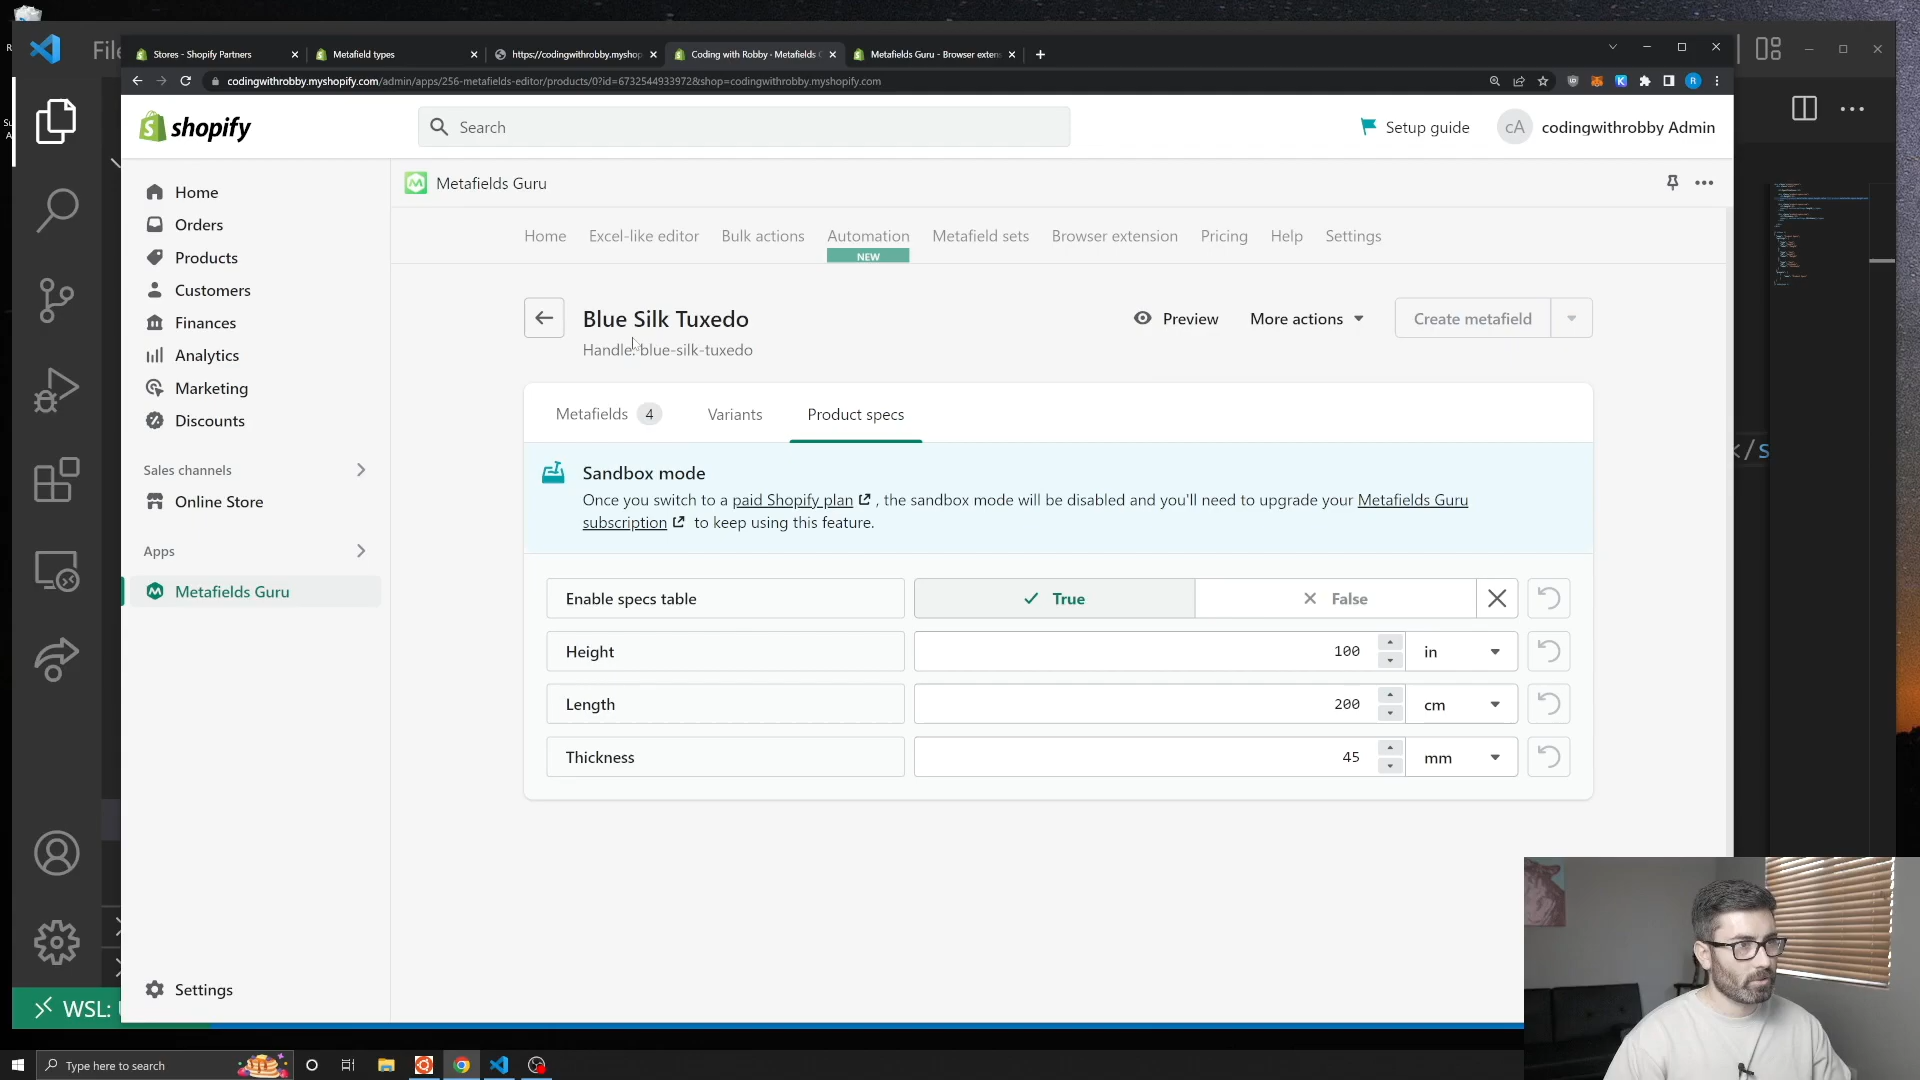 File
Stores - Shopify Partners
Metafield types
https://codingwithrobby.myshop
Coding with Robby - Metafields G
Metafields Guru - Browser exten
codingwithrobby.myshopify.com/admin/apps/256-metafields-editor/products/0?id=6732544933972&shop=codingwithrobby.myshopify.com
shopify
Search
Setup guide
cA
codingwithrobby Admin
Home
Orders
Products
Customers
Finances
Analytics
Marketing
Discounts
Sales channels
Online Store
Apps
Metafields Guru
Settings
Metafields Guru
Home
Excel-like editor
Bulk actions
Automation
NEW
Metafield sets
Browser extension
Pricing
Help
Settings
Blue Silk Tuxedo
Handle: blue-silk-tuxedo
Preview
More actions
Create metafield
Metafields 4
Variants
Product specs
Sandbox mode
Once you switch to a paid Shopify plan , the sandbox mode will be disabled and you'll need to upgrade your Metafields Guru
subscription to keep using this feature.
Enable specs table
True
False
Height
100
in
Length
200
cm
Thickness
45
mm
</s
WSL:
Type here to search